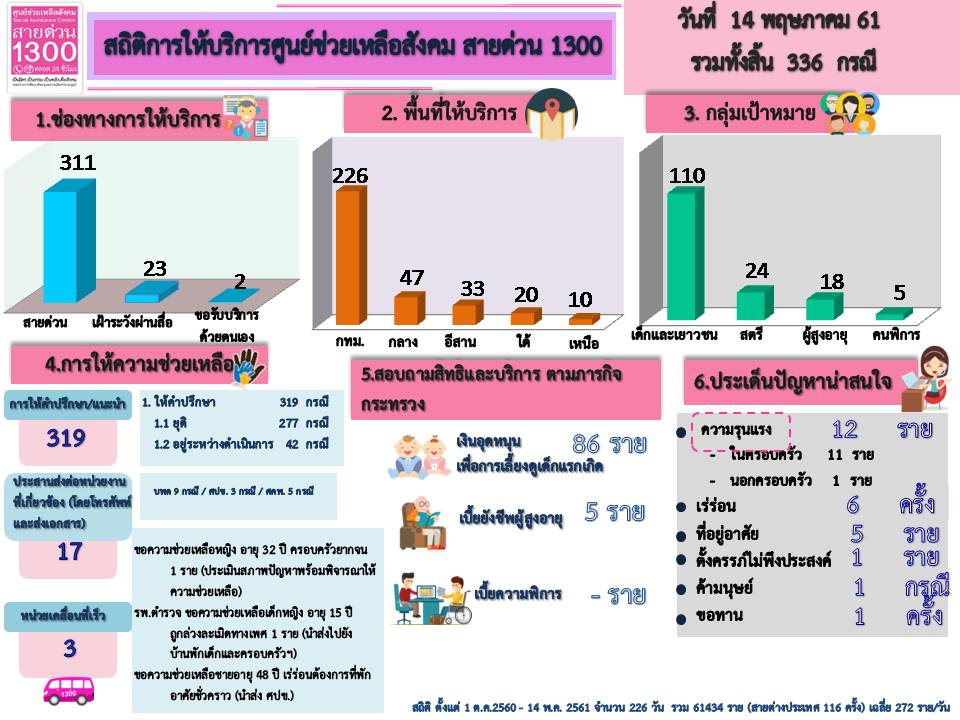 ศูนย์ช่วยเหลือสังคม
Social Assistance Centre
สายด่วน
1300
ตลอด 24 ชั่วโมง
สถิติการให้บริการศูนย์ช่วยเหลือสังคม สายด่วน 1300
วันที่ 14 พฤษภาคม 61
รวมทั้งสิ้น 336 กรณี
1.ช่องทางการให้บริการ
311
23
2
สายด่วน
เฝ้าระวังผ่านสื่อ
ขอรับบริการ
ด้วยตนเอง
2. พื้นที่ให้บริการ
226
47
33
20
10
กทม.
กลาง
อีสาน
ใต้
เหนือ
3. กลุ่มเป้าหมาย
110
24
18
5
เด็กและเยาวชน
สตรี
ผู้สูงอายุ
คนพิการ
4.การให้ความช่วยเหลือ
การให้คำปรึกษา/แนะนำ
319
1. ให้คำปรึกษา 319 กรณี
1.1 ยุติ 277 กรณี
1.2 อยู่ระหว่างดำเนินการ 42 กรณี
ประสานส่งต่อหน่วยงาน
ที่เกี่ยวข้อง (โดยโทรศัพท์
และส่งเอกสาร)
17
บพด 9 กรณี / ศปข. 3 กรณี / ศคพ. 5 กรณี
หน่วยเคลื่อนที่เร็ว
3
1300
ขอความช่วยเหลือหญิง อายุ 32 ปี ครอบครัวยากจน
1 ราย (ประเมินสภาพปัญหาพร้อมพิจารณาให้
ความช่วยเหลือ)
รพ.ตำรวจ ขอความช่วยเหลือเด็กหญิง อายุ 15 ปี
ถูกล่วงละเมิดทางเพศ 1 ราย (นำส่งไปยัง
บ้านพักเด็กและครอบครัวฯ)
ขอความช่วยเหลือชายอายุ 48 ปี เร่ร่อนต้องการที่พัก
อาศัยชั่วคราว (นำส่ง ศปข.)
5.สอบถามสิทธิและบริการ ตามภารกิจ
กระทรวง
เงินอุดหนุน
เพื่อการเลี้ยงดูเด็กแรกเกิด
86 ราย
เบี้ยยังชีพผู้สูงอายุ 5 ราย
เบี้ยความพิการ - ราย
6.ประเด็นปัญหาน่าสนใจ
ความรุนแรง 12 ราย
- ในครอบครัว 11 ราย
- นอกครอบครัว 1 ราย
เร่ร่อน 6 ครั้ง
ที่อยู่อาศัย 5 ราย
ตั้งครรภ์ไม่พึงประสงค์ 1 ราย
ค้ามนุษย์ 1 กรณี
ขอทาน 1 ครั้ง
สถิติ ตั้งแต่ 1 ต.ค.2560 - 14 พ.ค. 2561 จำนวน 226 วัน รวม 61434 ราย (สายต่างประเทศ 116 ครั้ง) เฉลี่ย 272 ราย/วัน